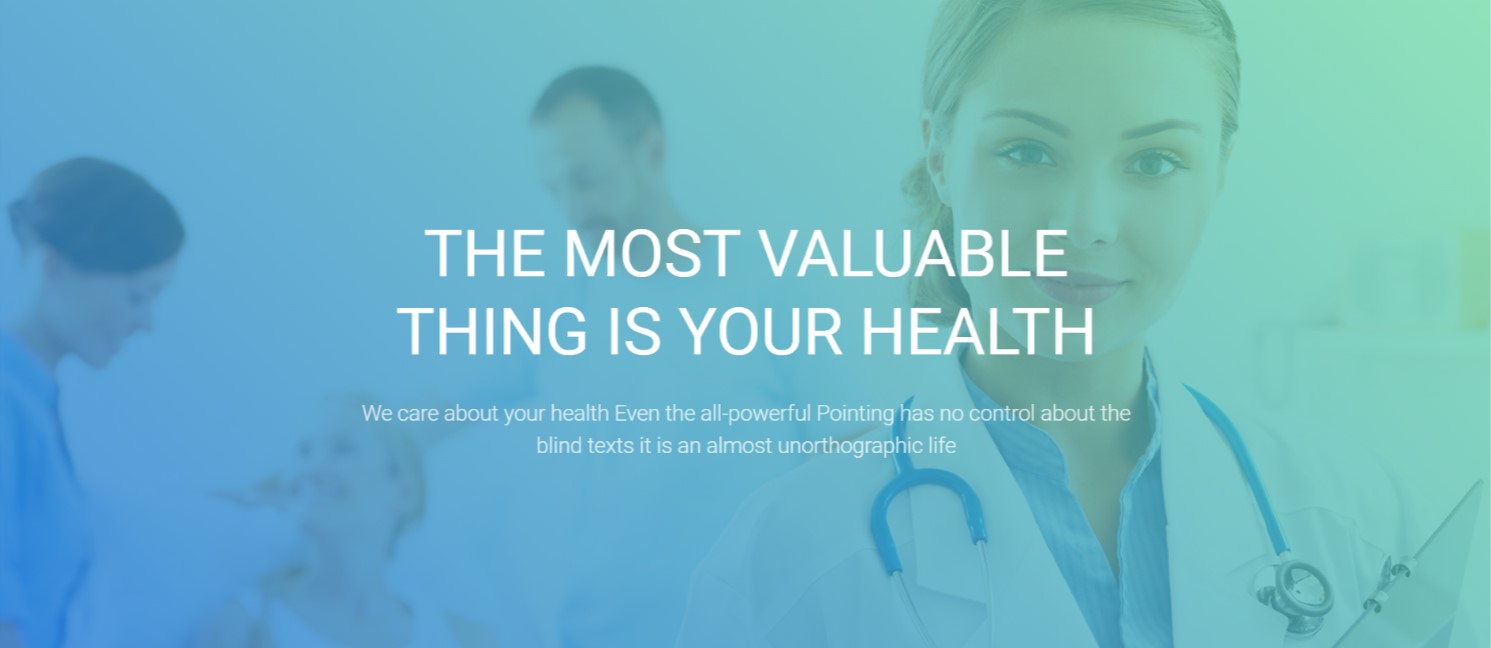 THE MOST VALUABLE
THING IS YOUR HEALTH
We care about your health Even the all-powerful Pointing has no control about the
blind texts it is an almost unorthographic life